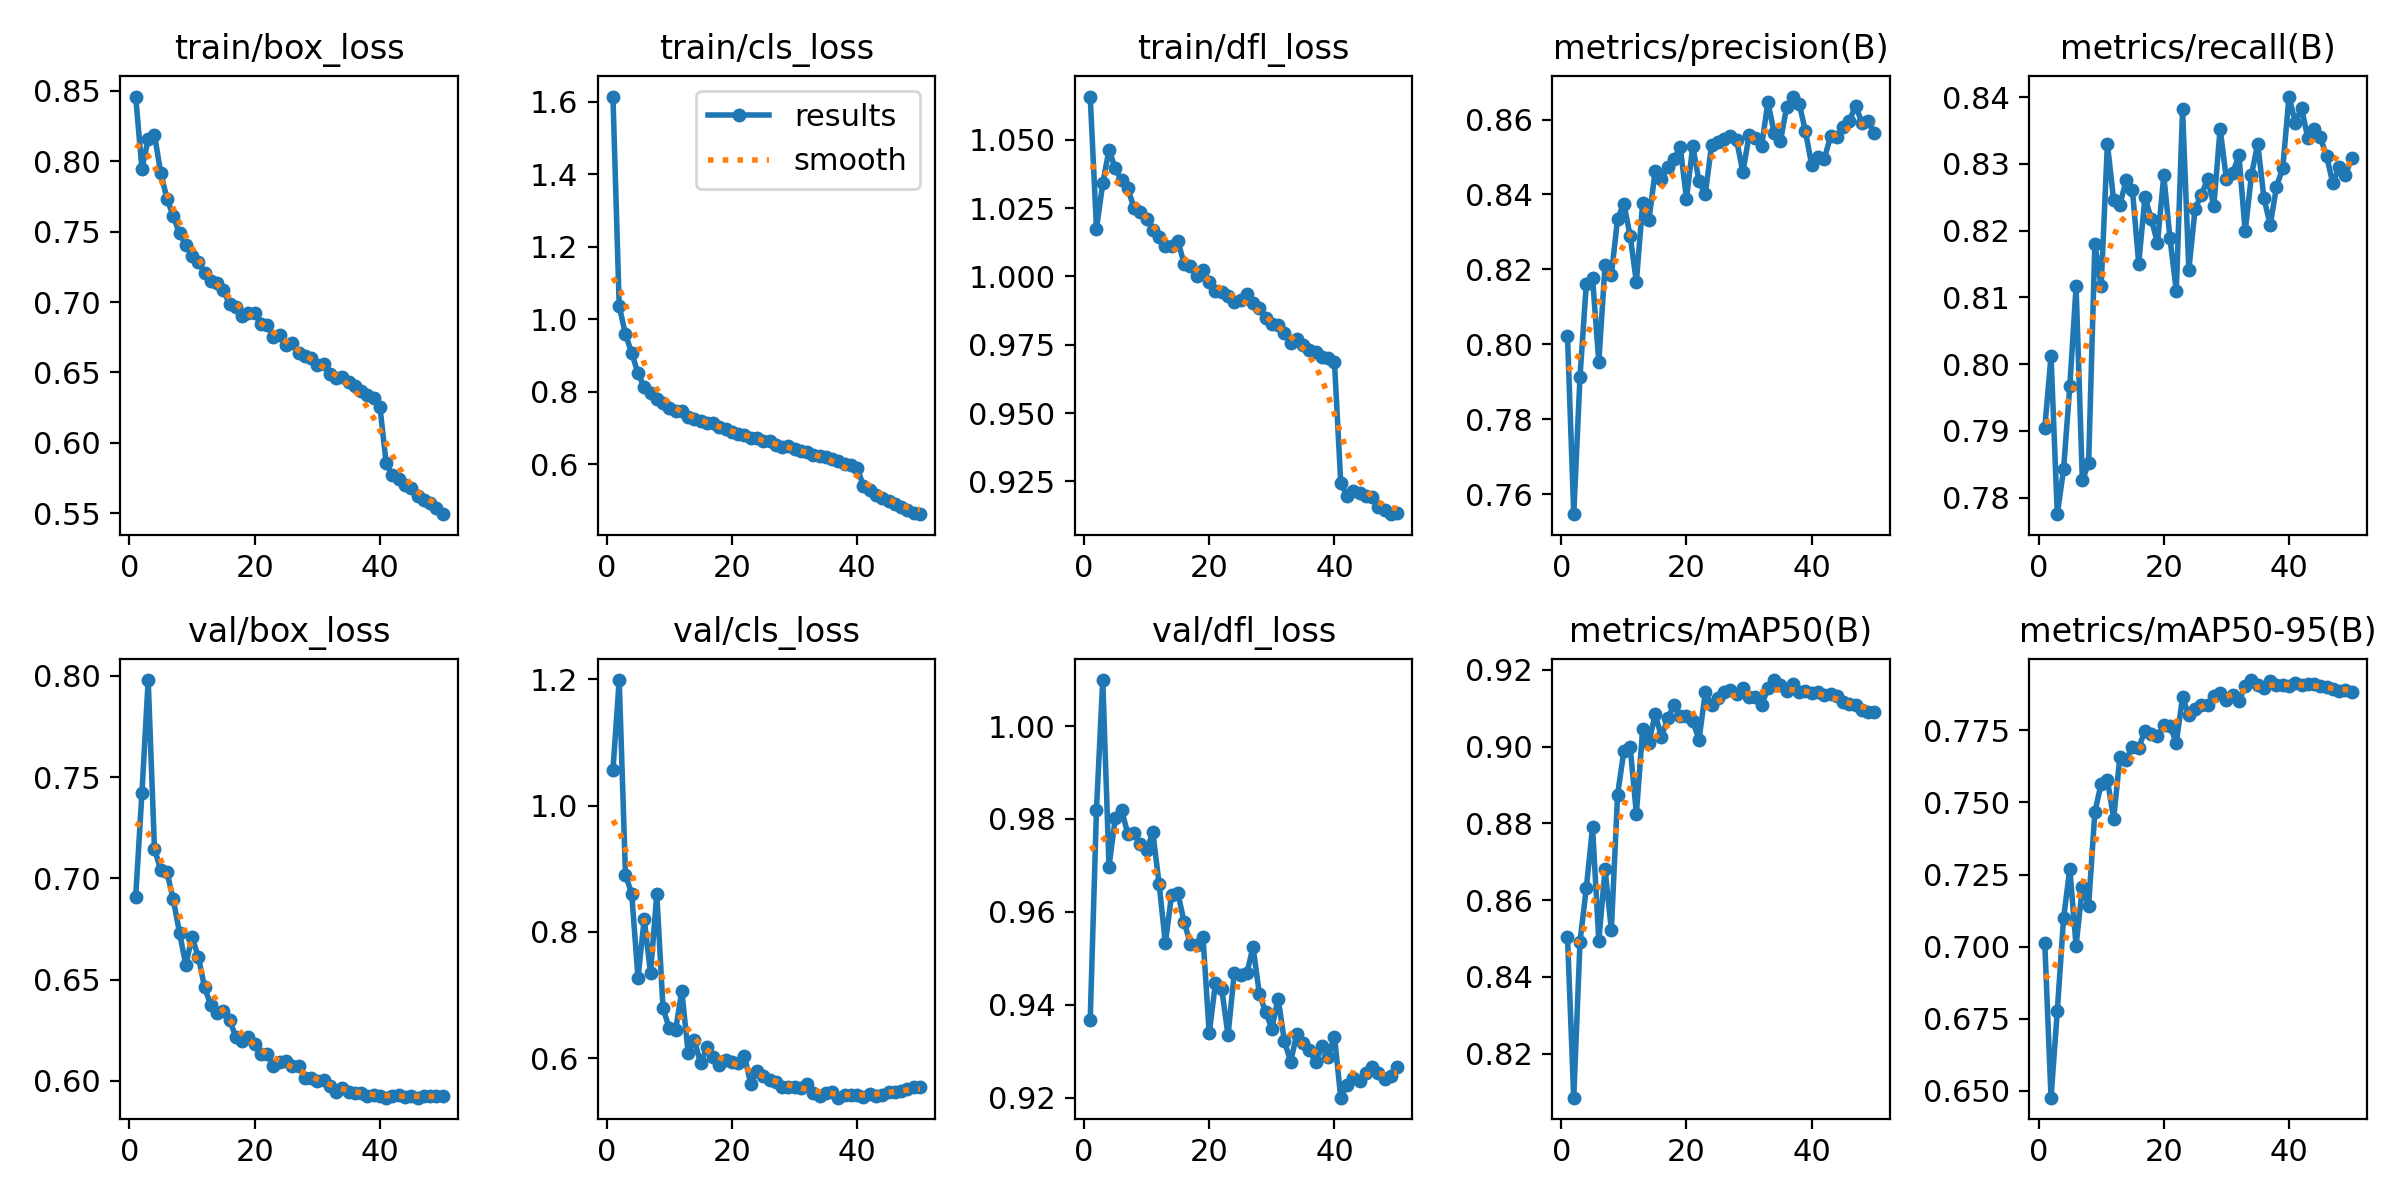 train/box_loss
0.85
0.80
0.75
0.70
0.65
0.60
0.55
0 20 40
train/cls_loss
1.6
1.4
1.2
1.0
0.8
0.6
results
smooth
0 20 40
train/dfl_loss
1.050
1.025
1.000
0.975
0.950
0.925
0 20 40
metrics/precision(B)
0.86
0.84
0.82
0.80
0.78
0.76
0 20 40
metrics/recall(B)
0.84
0.83
0.82
0.81
0.80
0.79
0.78
0 20 40
val/box_loss
0.80
0.75
0.70
0.65
0.60
0 20 40
val/cls_loss
1.2
1.0
0.8
0.6
0 20 40
val/dfl_loss
1.00
0.98
0.96
0.94
0.92
0 20 40
metrics/mAP50(B)
0.92
0.90
0.88
0.86
0.84
0.82
0 20 40
metrics/mAP50-95(B)
0.775
0.750
0.725
0.700
0.675
0.650
0 20 40